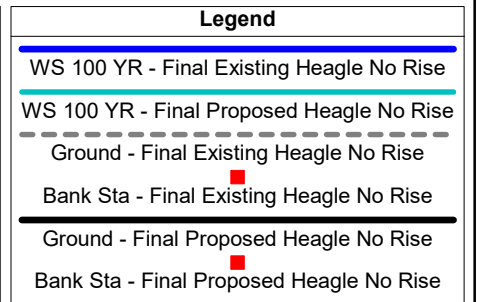 Legend
WS 100 YR - Final Existing Heagle No Rise
WS 100 YR - Final Proposed Heagle No Rise
Ground - Final Existing Heagle No Rise
Bank Sta - Final Existing Heagle No Rise
Ground - Final Proposed Heagle No Rise
Bank Sta - Final Proposed Heagle No Rise